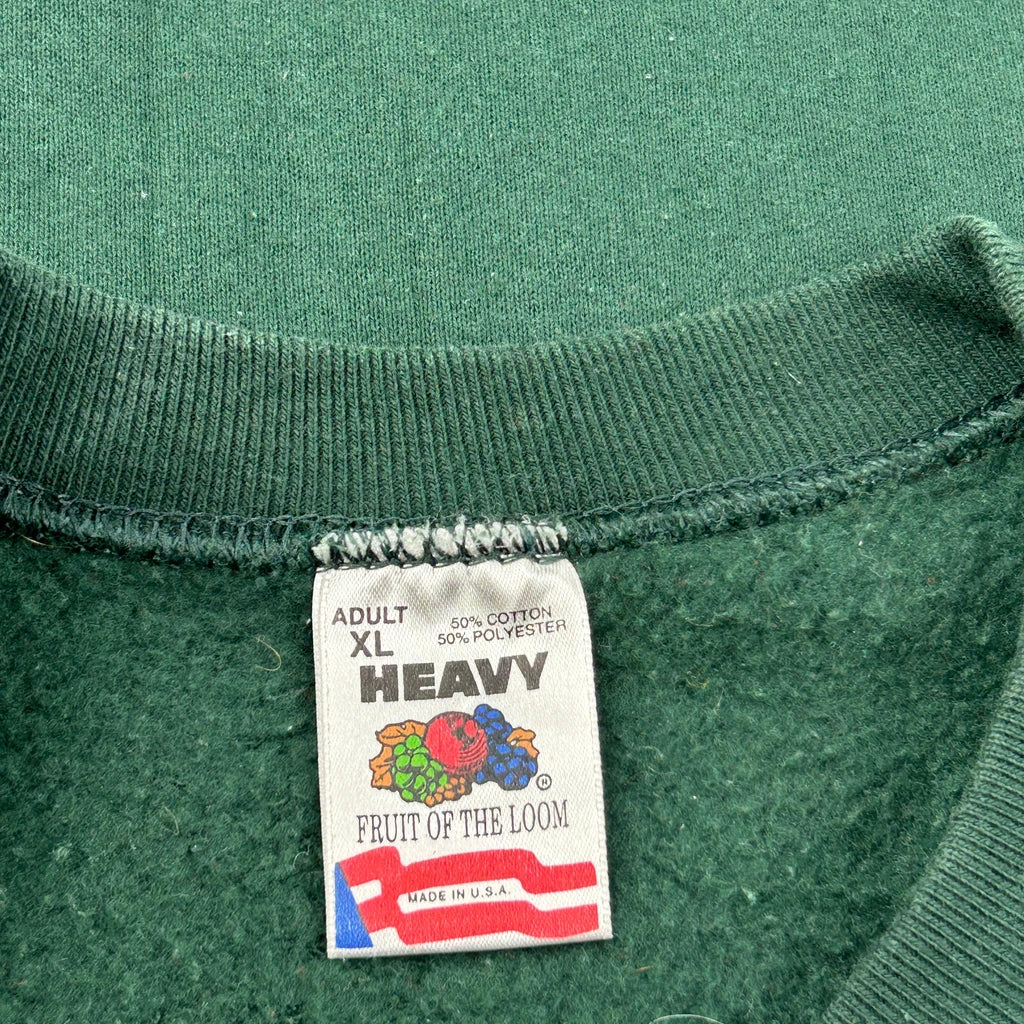 ADULT
XL
50% COTTON
50% POLYESTER
HEAVY
FRUIT OF THE LOOM
MADE IN U.S.A.